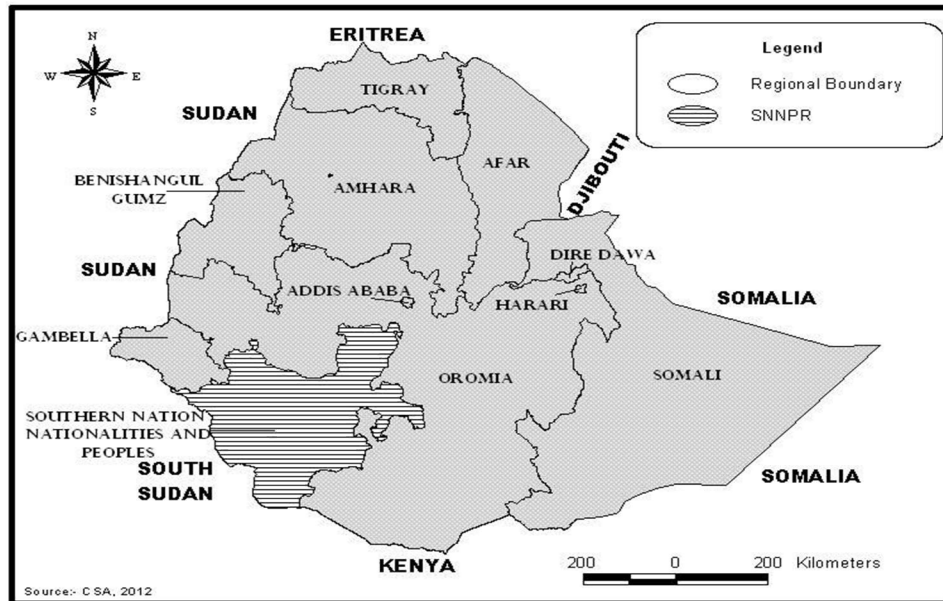 ERITREA
N
W E
S
Legend
Regional Boundary
SNNPR
TIGRAY
SUDAN
AFAR
DJIBOUTI
BENISHANGUL
GUMZ
AMHARA
DIRE DAWA
SUDAN
ADDIS ABABA
HARARI
SOMALIA
GAMBELLA
OROMIA
SOMALI
SOUTHERN NATION
NATIONALITIES AND
PEOPLES
SOUTH
SUDAN
SOMALIA
KENYA
200 0 200 Kilometers
Source:- CSA, 2012